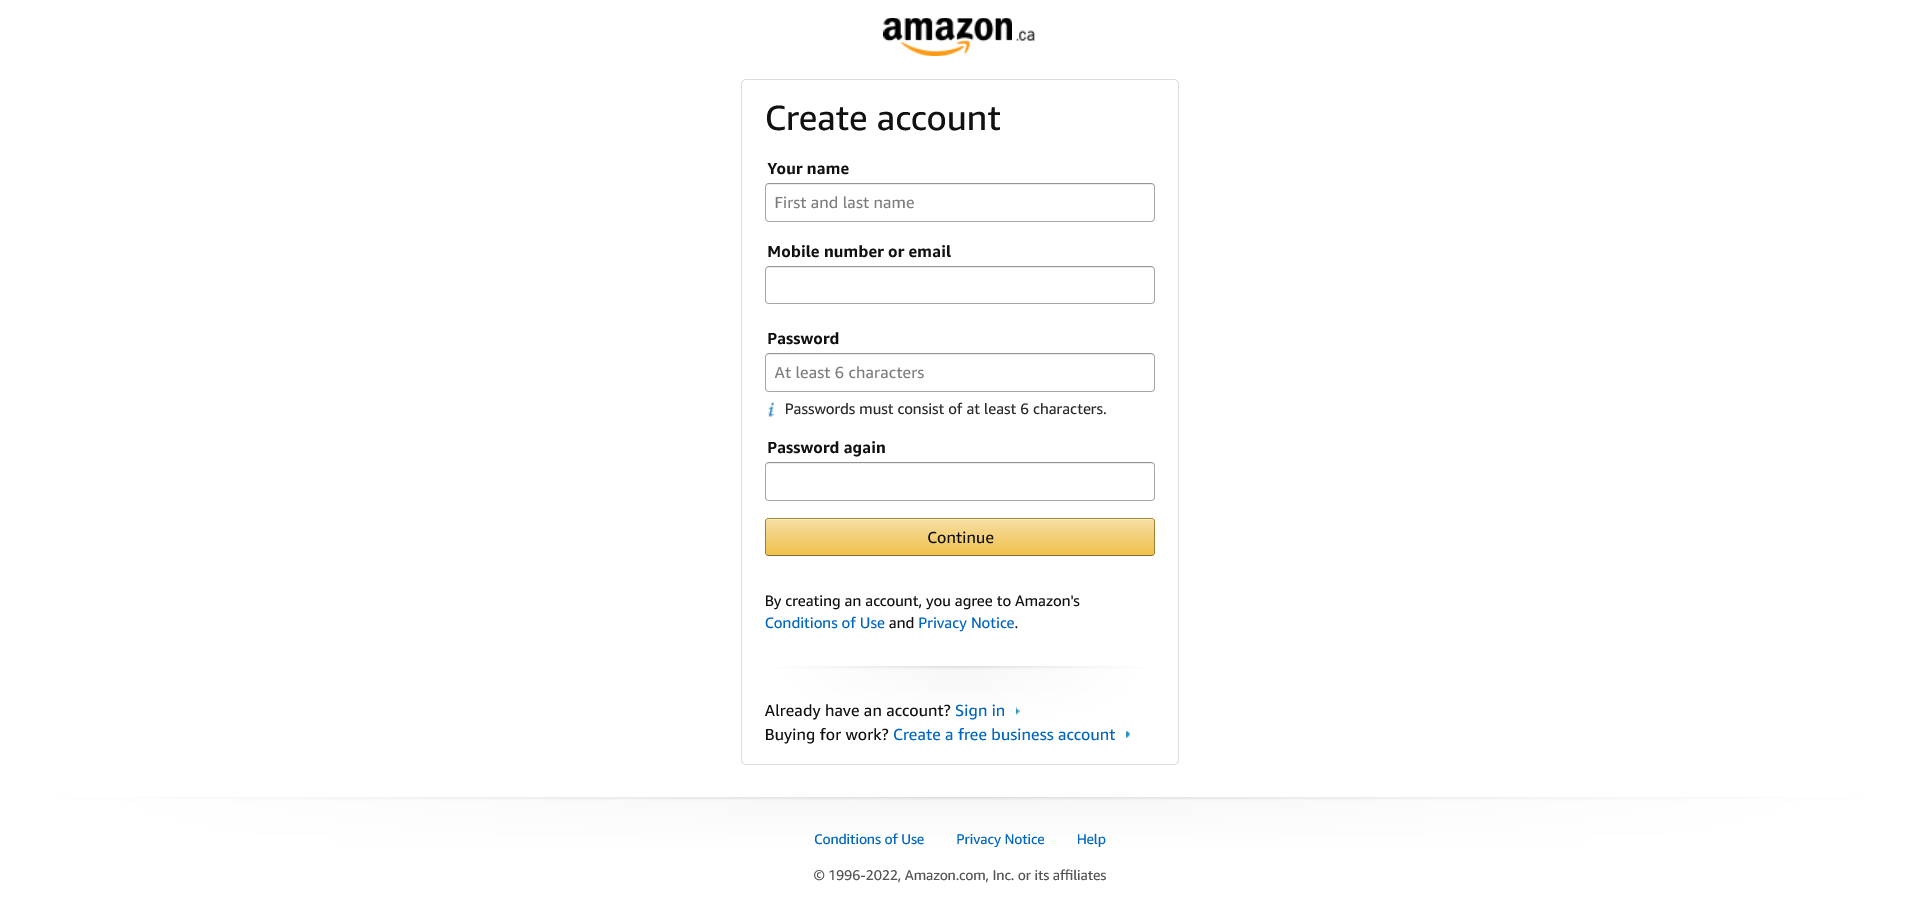 amazon.ca
Create account
Your name
First and last name
Mobile number or email
Password
At least 6 characters
i Passwords must consist of at least 6 characters.
Password again
Continue
By creating an account, you agree to Amazon's
Conditions of Use and Privacy Notice.
Already have an account? Sign in
Buying for work? Create a free business account
Conditions of Use Privacy Notice Help
© 1996-2022, Amazon.com, Inc. or its affiliates